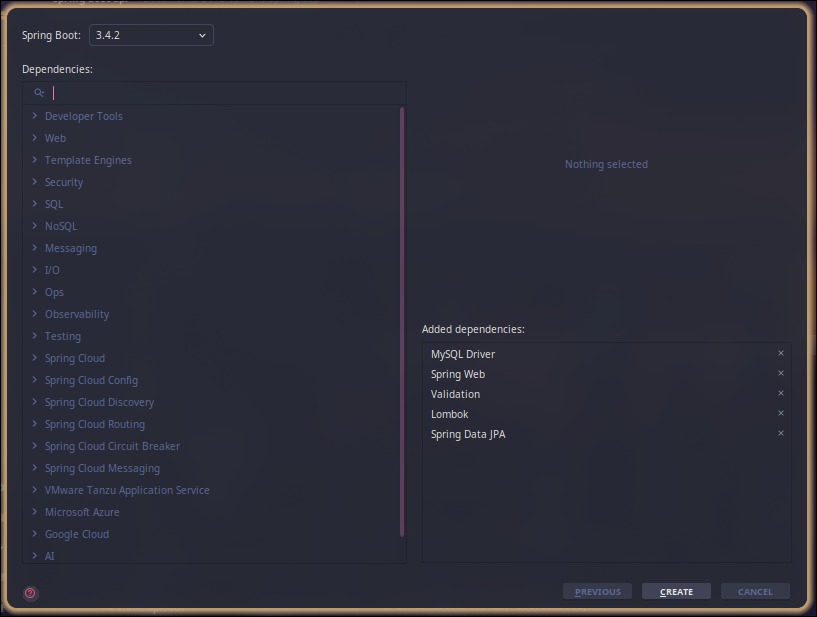 Spring Boot: 3.4.2
Dependencies:
Developer Tools
Web
Template Engines
Security
SQL
NoSQL
Messaging
I/O
Ops
Observability
Testing
Spring Cloud
Spring Cloud Config
Spring Cloud Discovery
Spring Cloud Routing
Spring Cloud Circuit Breaker
Spring Cloud Messaging
VMware Tanzu Application Service
Microsoft Azure
Google Cloud
AI
Nothing selected
Added dependencies:
MySQL Driver
Spring Web
Validation
Lombok
Spring Data JPA
? PREVIOUS CREATE CANCEL